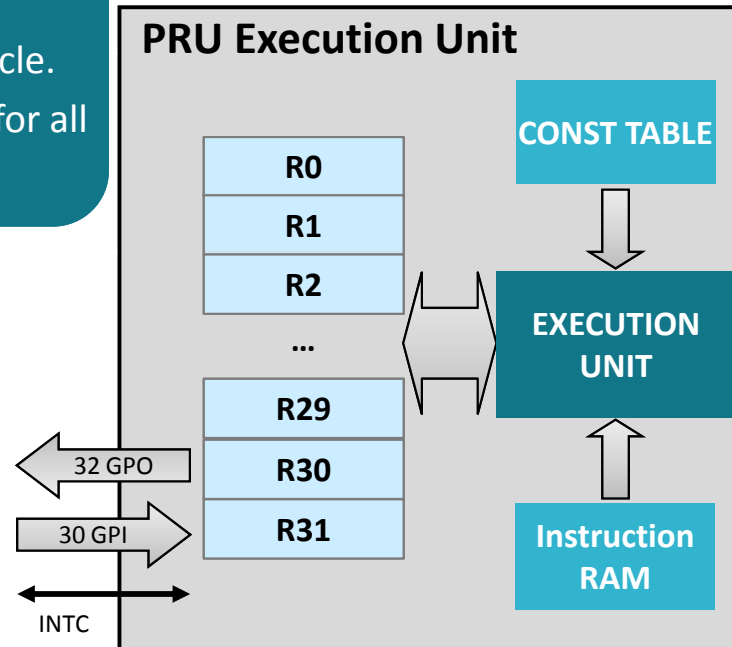 cle.
for all
PRU Execution Unit
R0
R1
R2
...
R29
R30
R31
32 GPO
30 GPI
INTC
CONST TABLE
EXECUTION
UNIT
Instruction
RAM